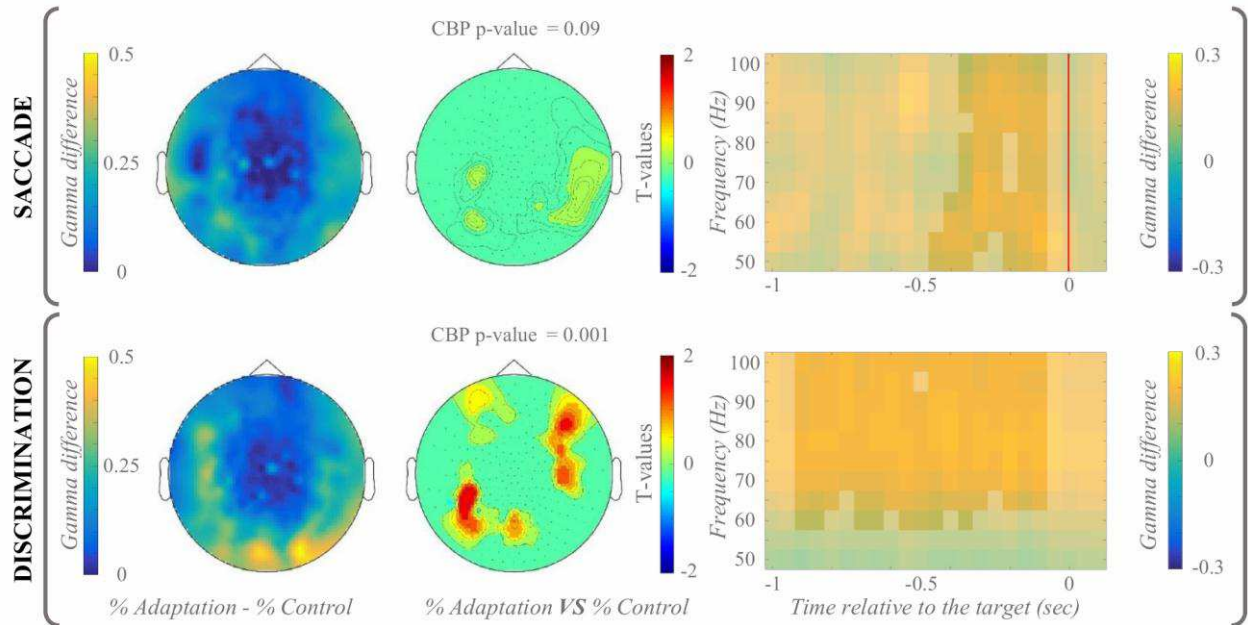 SACCADE
Gamma difference
0.5
0.25
0
CBP p-value = 0.09
2
0
-2
T-values
Frequency (Hz)
100
90
80
70
60
50
-1
-0.5
0
Gamma difference
0.3
0
-0.3
DISCRIMINATION
Gamma difference
0.5
0.25
0
CBP p-value = 0.001
2
0
-2
T-values
Frequency (Hz)
100
90
80
70
60
50
-1
-0.5
0
Gamma difference
0.3
0
-0.3
% Adaptation - % Control
% Adaptation VS % Control
Time relative to the target (sec)